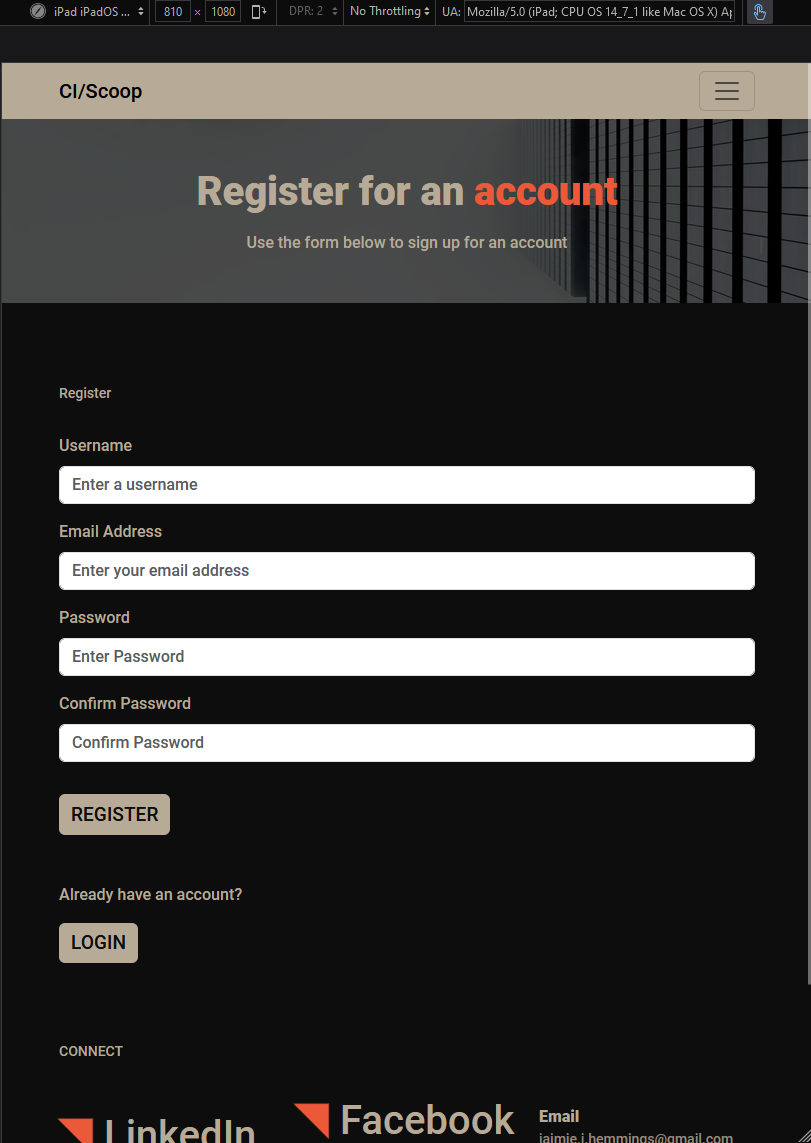 iPad iPadOS ... 810 × 1080 DPR: 2 No Throttling UA: Mozilla/5.0 (iPad; CPU OS 14_7_1 like Mac OS X) Ap
CI/Scoop
Register for an account
Use the form below to sign up for an account
Register
Username
Enter a username
Email Address
Enter your email address
Password
Enter Password
Confirm Password
Confirm Password
REGISTER
Already have an account?
LOGIN
CONNECT
LinkedIn
Facebook
Email
jaimie.j.hemmings@gmail.com